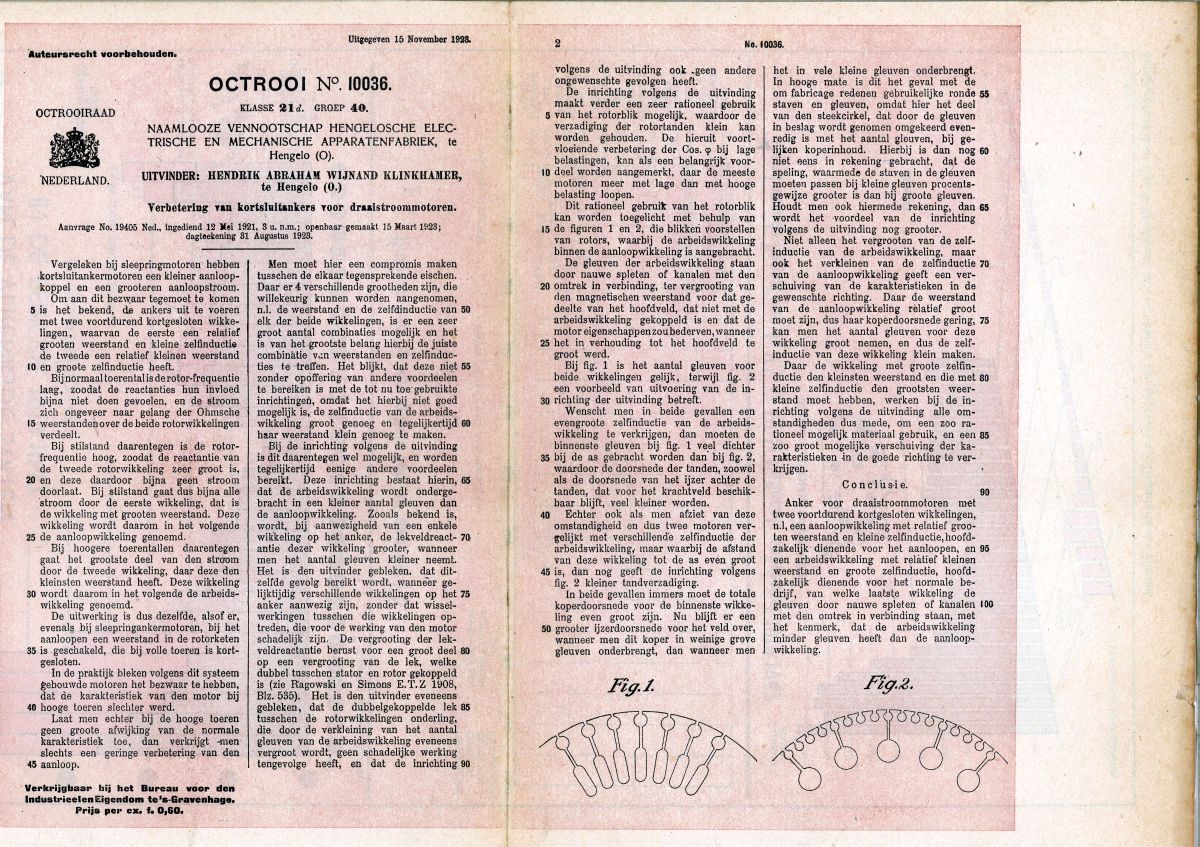 Uitgegeven 15 November 1923.
Auteursrecht voorbehouden.
OCTROOI No. 10036.
KLASSE 21d. GROEP 40.
OCTROOIRAAD
NEDERLAND.
NAAMLOOZE VENNOOTSCHAP HENGELOSCHE ELEC-
TRISCHE EN MECHANISCHE APPARATENFABRIEK, te
Hengelo (O).
UITVINDER: HENDRIK ABRAHAM WIJNAND KLINKHAMER,
te Hengelo (O.)
Verbetering van kortsluitankers voor draaistroommotoren.
Aanvrage No. 19405 Ned., ingediend 12 Mei 1921, 3 u. n.m.; openbaar gemaakt 15 Maart 1923;
dagteekening 31 Augustus 1923.
Vergeleken bij sleepringmotoren hebben
kortsluitankermotoren een kleiner aanloop-
koppel en een grooteren aanloopstroom.
Om aan dit bezwaar tegemoet te komen
5 is het bekend, de ankers uit te voeren
met twee voortdurend kortgesloten wikke-
lingen, waarvan de eerste een relatief
grooten weerstand en kleine zelfinductie
de tweede een relatief kleinen weerstand
10 en groote zelfinductie heeft.
Bij normaal toerental is de rotor-frequentie
laag, zoodat de reactanties hun invloed
bijna niet doen gevoelen, en de stroom
zich ongeveer naar gelang der Ohmsche
15 weerstanden over de beide rotorwikkelingen
verdeelt.
Bij stilstand daarentegen is de rotor-
frequentie hoog, zoodat de reactantie van
de tweede rotorwikkeling zeer groot is,
20 en deze daardoor bijna geen stroom
doorlaat. Bij stilstand gaat dus bijna alle
stroom door de eerste wikkeling, dat is
de wikkeling met grooten weerstand. Deze
wikkeling wordt daarom in het volgende
25 de aanloopwikkeling genoemd.
Bij hoogere toerentallen daarentegen
gaat het grootste deel van den stroom
door de tweede wikkeling, daar deze den
kleinsten weerstand heeft. Deze wikkeling
30 wordt daarom in het volgende de arbeids-
wikkeling genoemd.
De uitwerking is dus dezelfde, alsof er,
evenals bij sleepringankermotoren, bij het
aanloopen een weerstand in de rotorketen
35 is geschakeld, die bij volle toeren is kort-
gesloten.
In de praktijk bleken volgens dit systeem
gebouwde motoren het bezwaar te hebben,
dat de karakteristiek van den motor bij
40 hooge toeren slechter werd.
Laat men echter bij de hooge toeren
geen groote afwijking van de normale
karakteristiek toe, dan verkrijgt men
slechts een geringe verbetering van den
45 aanloop.
Verkrijgbaar bij het Bureau voor den
Industrieelen Eigendom te 's-Gravenhage.
Prijs per ex. f. 0,60.
Men moet hier een compromis maken
tusschen de elkaar tegensprekende eischen.
Daar er 4 verschillende grootheden zijn, die
willekeurig kunnen worden aangenomen,
n.l. de weerstand en de zelfdinductie van 50
elk der beide wikkelingen, is er een zeer
groot aantal combinaties mogelijk en het
is van het grootste belang hierbij de juiste
combinatie van weerstanden en zelfinduc-
ties te treffen. Het blijkt, dat deze niet 55
zonder opoffering van andere voordeelen
te bereiken is met de tot nu toe gebruikte
inrichtingen, omdat het hierbij niet goed
mogelijk is, de zelfinductie van de arbeids-
wikkeling groot genoeg en tegelijkertijd 60
haar weerstand klein genoeg te maken.
Bij de inrichting volgens de uitvinding
is dit daarentegen wel mogelijk, en worden
tegelijkertijd eenige andere voordeelen
bereikt. Deze inrichting bestaat hierin, 65
dat de arbeidswikkeling wordt onderge-
bracht in een kleiner aantal gleuven dan
de aanloopwikkeling. Zooals bekend is,
wordt, bij aanwezigheid van een enkele
wikkeling op het anker, de lekveldreact- 70
antie dezer wikkeling grooter, wanneer
men het aantal gleuven kleiner neemt.
Het is den uitvinder gebleken, dat dit-
zelfde gevolg bereikt wordt, wanneer ge-
lijktijdig verschillende wikkelingen op het 75
anker aanwezig zijn, zonder dat wissel-
werkingen tusschen die wikkelingen op-
treden, die voor de werking van den motor
schadelijk zijn. De vergrooting der lek-
veldreactantie berust voor een groot deel 80
op een vergrooting van de lek, welke
dubbel tusschen stator en rotor gekoppeld
is (zie Ragowski en Simons E.T.Z 1908,
Blz. 535). Het is den uitvinder eveneens
gebleken, dat de dubbelgekoppelde lek 85
tusschen de rotorwikkelingen onderling,
die door de verkleining van het aantal
gleuven van de arbeidswikkeling eveneens
vergroot wordt, geen schadelijke werking
tengevolge heeft, en dat de inrichting 90
2
No. 10036.
volgens de uitvinding ook geen andere
ongewenschte gevolgen heeft.
De inrichting volgens de uitvinding
maakt verder een zeer rationeel gebruik
5 van het rotorblik mogelijk, waardoor de
verzadiging der rotortanden klein kan
worden gehouden. De hieruit voort-
vloeiende verbetering der Cos. φ bij lage
belastingen, kan als een belangrijk voor-
10 deel worden aangemerkt, daar de meeste
motoren meer met lage dan met hooge
belasting loopen.
Dit rationeel gebruik van het rotorblik
kan worden toegelicht met behulp van
15 de figuren 1 en 2, die blikken voorstellen
van rotors, waarbij de arbeidswikkeling
binnen de aanloopwikkeling is aangebracht.
De gleuven der arbeidswikkeling staan
door nauwe spleten of kanalen met den
20 omtrek in verbinding, ter vergrooting van
den magnetischen weerstand voor dat ge-
deelte van het hoofdveld, dat niet met de
arbeidswikkeling gekoppeld is en dat de
motor eigenschappen zou bederven, wanneer
25 het in verhouding tot het hoofdveld te
groot werd.
Bij fig. 1 is het aantal gleuven voor
beide wikkelingen gelijk, terwijl fig. 2
een voorbeeld van uitvoering van de in-
30 richting der uitvinding betreft.
Wenscht men in beide gevallen een
evengroote zelfinductie van de arbeids-
wikkeling te verkrijgen, dan moeten de
binnenste gleuven bij fig. 1 veel dichter
35 bij de as gebracht worden dan bij fig. 2,
waardoor de doorsnede der tanden, zoowel
als de doorsnede van het ijzer achter de
tanden, dat voor het krachtveld beschik-
baar blijft, veel kleiner worden.
40 Echter ook als men afziet van deze
omstandigheid en dus twee motoren ver-
gelijkt met verschillende zelfinductie der
arbeidswikkeling, maar waarbij de afstand
van deze wikkeling tot de as even groot
45 is, dan nog geeft de inrichting volgens
fig. 2 kleiner tandverzadiging.
In beide gevallen immers moet de totale
koperdoorsnede voor de binnenste wikke-
ling even groot zijn. Nu blijft er een
50 grooter ijzerdoorsnede voor het veld over,
wanneer men dit koper in weinige grove
gleuven onderbrengt, dan wanneer men
het in vele kleine gleuven onderbrengt.
In hooge mate is dit het geval met de
om fabricage redenen gebruikelijke ronde 55
staven en gleuven, omdat hier het deel
van den steekcirkel, dat door de gleuven
in beslag wordt genomen omgekeerd even-
redig is met het aantal gleuven, bij ge-
lijken koperinhoud. Hierbij is dan nog 60
niet eens in rekening gebracht, dat de
speling, waarmede de staven in de gleuven
moeten passen bij kleine gleuven procents-
gewijze grooter is dan bij groote gleuven.
Houdt men ook hiermede rekening, dan 65
wordt het voordeel van de inrichting
volgens de uitvinding nog grooter.
Niet alleen het vergrooten van de zelf-
inductie van de arbeidswikkeling, maar
ook het verkleinen van de zelfinductie 70
van de aanloopwikkeling geeft een ver-
schuiving van de karakteristieken in de
gewenschte richting. Daar de weerstand
van de aanloopwikkeling relatief groot
moet zijn, dus haar koperdoorsnede gering, 75
kan men het aantal gleuven voor deze
wikkeling groot nemen, en dus de zelf-
inductie van deze wikkeling klein maken.
Daar de wikkeling met groote zelfin-
ductie den kleinsten weerstand en die met 80
kleine zelfinductie den grootsten weer-
stand moet hebben, werken bij de in-
richting volgens de uitvinding alle om-
standigheden dus mede, om een zoo ra-
tioneel mogelijk materiaal gebruik, en een 85
zoo groot mogelijke verschuiving der ka-
rakteristieken in de goede richting te ver-
krijgen.
Conclusie.
90
Anker voor draaistroommotoren met
twee voortdurend kortgesloten wikkelingen,
n.l, een aanloopwikkeling met relatief groo-
ten weerstand en kleine zelfinductie, hoofd-
zakelijk dienende voor het aanloopen, en 95
een arbeidswikkeling met relatief kleinen
weerstand en groote zelfinductie, hoofd-
zakelijk dienende voor het normale be-
drijf, van welke laatste wikkeling de
gleuven door nauwe spleten of kanalen 100
met den omtrek in verbinding staan, met
het kenmerk, dat de arbeidswikkeling
minder gleuven heeft dan de aanloop-
wikkeling.
Fig. 1.
Fig. 2.